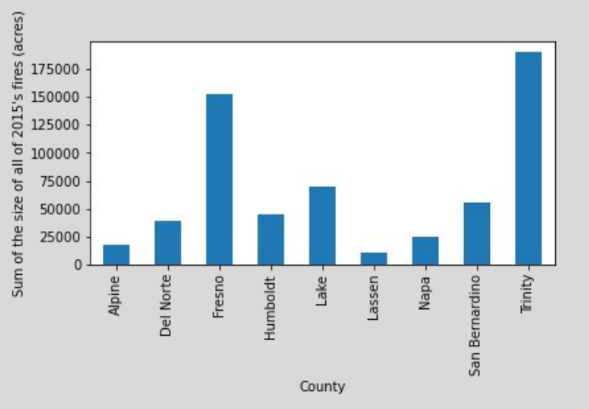 Sum of the size of all of 2015's fires (acres)
175000
150000
125000
100000
75000
50000
25000
0
Alpine
Del Norte
Fresno
Humboldt
Lake
Lassen
Napa
San Bernardino
Trinity
County